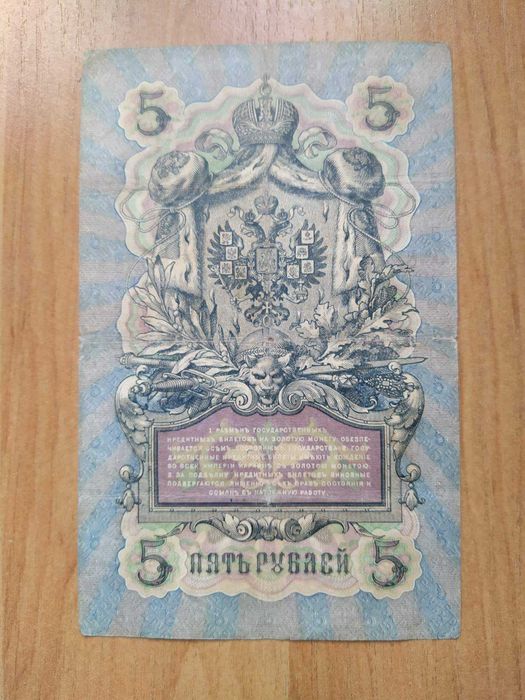 5 5
1. РАЗМѢНЪ ГОСУДАРСТВЕННЫХЪ
КРЕДИТНЫХЪ БИЛЕТОВЪ НА ЗОЛОТУЮ МОНЕТУ ОБЕЗПЕ-
ЧИВАЕТСЯ ВСѢМЪ ДОСТОЯНІЕМЪ ГОСУДАРСТВА. 2. ГОСУ-
ДАРСТВЕННЫЕ КРЕДИТНЫЕ БИЛЕТЫ ИМѢЮТЪ ХОЖДЕНІЕ
ВО ВСЕЙ ИМПЕРІИ НАРАВНѢ СЪ ЗОЛОТОЮ МОНЕТОЮ.
3. ЗА ПОДДѢЛКУ КРЕДИТНЫХЪ БИЛЕТОВЪ ВИНОВНЫЕ
ПОДВЕРГАЮТСЯ ЛИШЕНІЮ ВСѢХЪ ПРАВЪ СОСТОЯНІЯ И
ССЫЛКѢ ВЪ КАТОРЖНУЮ РАБОТУ.
5 ПЯТЬ РУБЛЕЙ 5